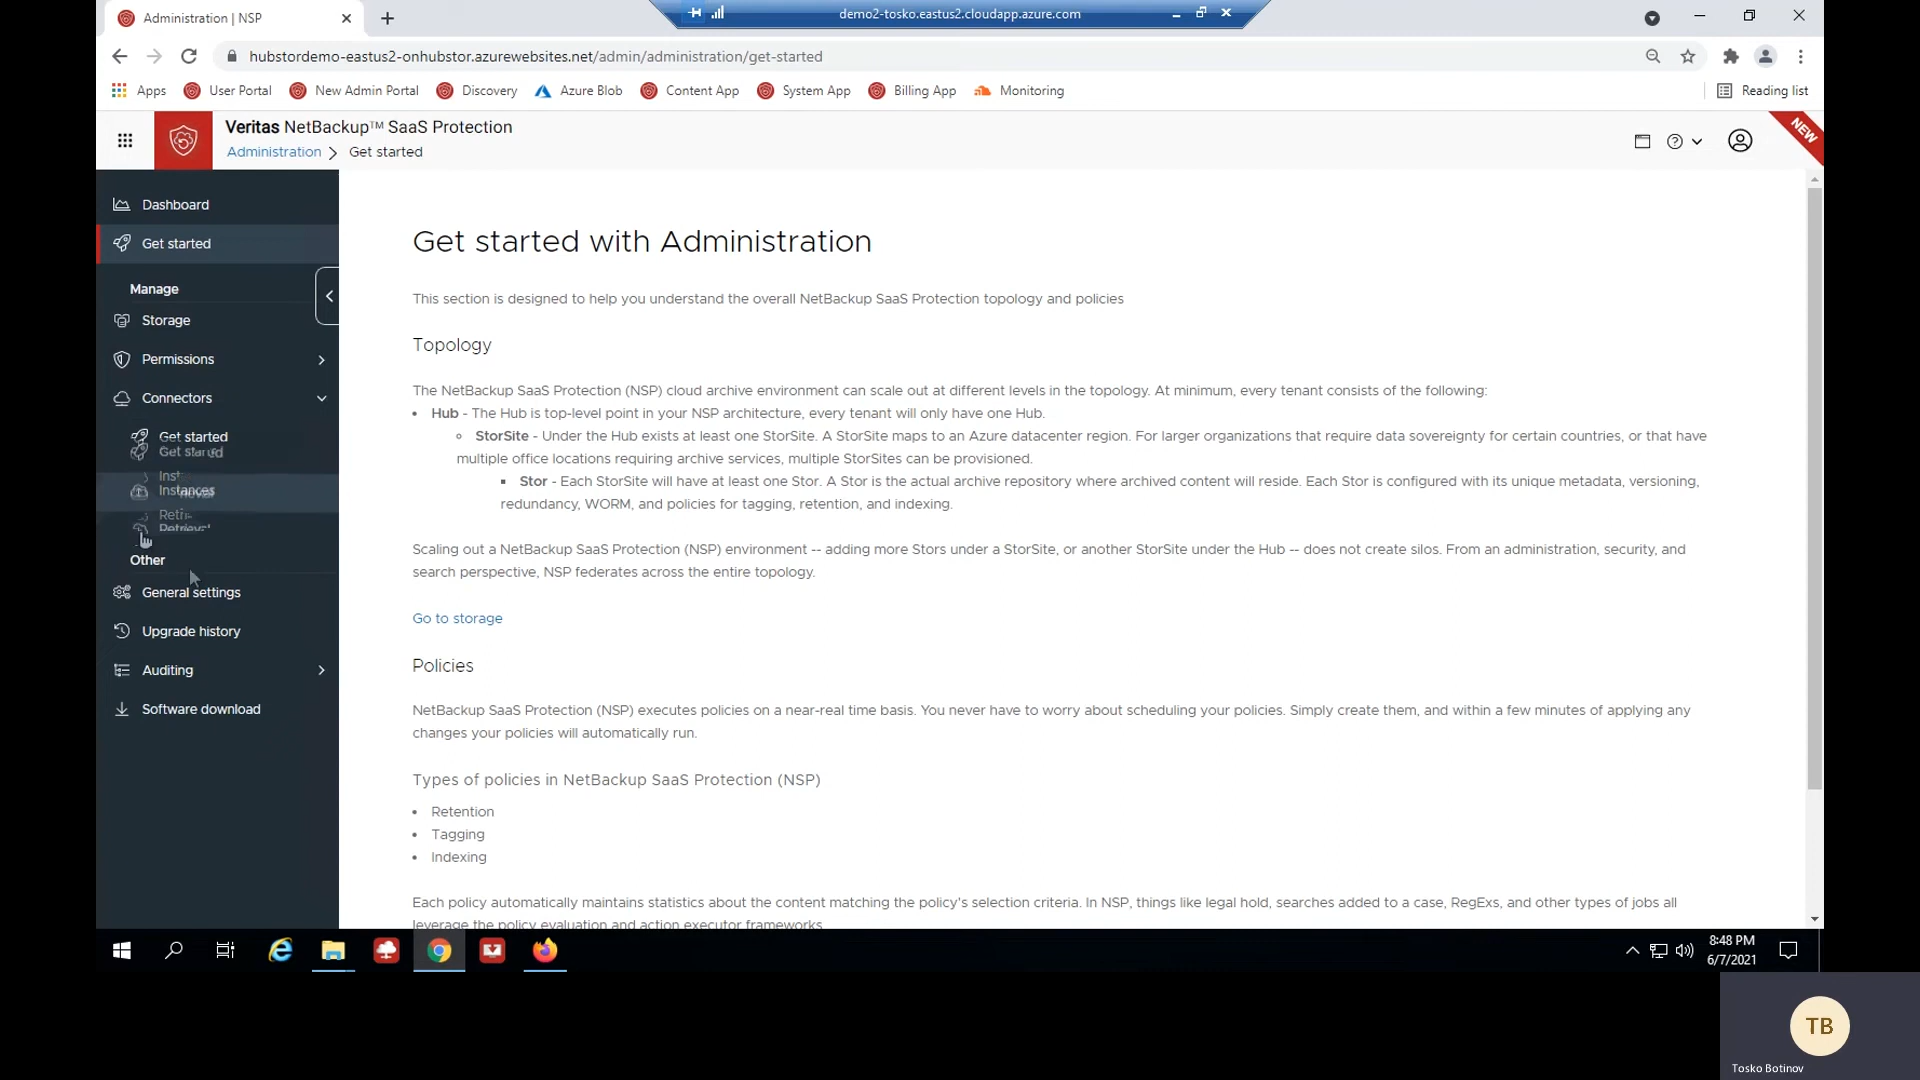 Administration | NSP
demo2-tosko.eastus2.cloudapp.azure.com
hubstordemo-eastus2-onhubstor.azurewebsites.net/admin/administration/get-started
Apps User Portal New Admin Portal Discovery Azure Blob Content App System App Billing App Monitoring Reading list
Veritas NetBackup™ SaaS Protection
Administration > Get started
NEW
Dashboard
Get started
Manage
Storage
Permissions
Connectors
Get started
Get started
Instances
Retrieval
Other
General settings
Upgrade history
Auditing
Software download
Get started with Administration
This section is designed to help you understand the overall NetBackup SaaS Protection topology and policies
Topology
The NetBackup SaaS Protection (NSP) cloud archive environment can scale out at different levels in the topology. At minimum, every tenant consists of the following:
• Hub - The Hub is top-level point in your NSP architecture, every tenant will only have one Hub.
◦ StorSite - Under the Hub exists at least one StorSite. A StorSite maps to an Azure datacenter region. For larger organizations that require data sovereignty for certain countries, or that have
multiple office locations requiring archive services, multiple StorSites can be provisioned.
▪ Stor - Each StorSite will have at least one Stor. A Stor is the actual archive repository where archived content will reside. Each Stor is configured with its unique metadata, versioning,
redundancy, WORM, and policies for tagging, retention, and indexing.
Scaling out a NetBackup SaaS Protection (NSP) environment -- adding more Stors under a StorSite, or another StorSite under the Hub -- does not create silos. From an administration, security, and
search perspective, NSP federates across the entire topology.
Go to storage
Policies
NetBackup SaaS Protection (NSP) executes policies on a near-real time basis. You never have to worry about scheduling your policies. Simply create them, and within a few minutes of applying any
changes your policies will automatically run.
Types of policies in NetBackup SaaS Protection (NSP)
• Retention
• Tagging
• Indexing
Each policy automatically maintains statistics about the content matching the policy's selection criteria. In NSP, things like legal hold, searches added to a case, RegExs, and other types of jobs all
leverage the policy evaluation and action executor frameworks
8:48 PM
6/7/2021
TB
Tosko Botinov